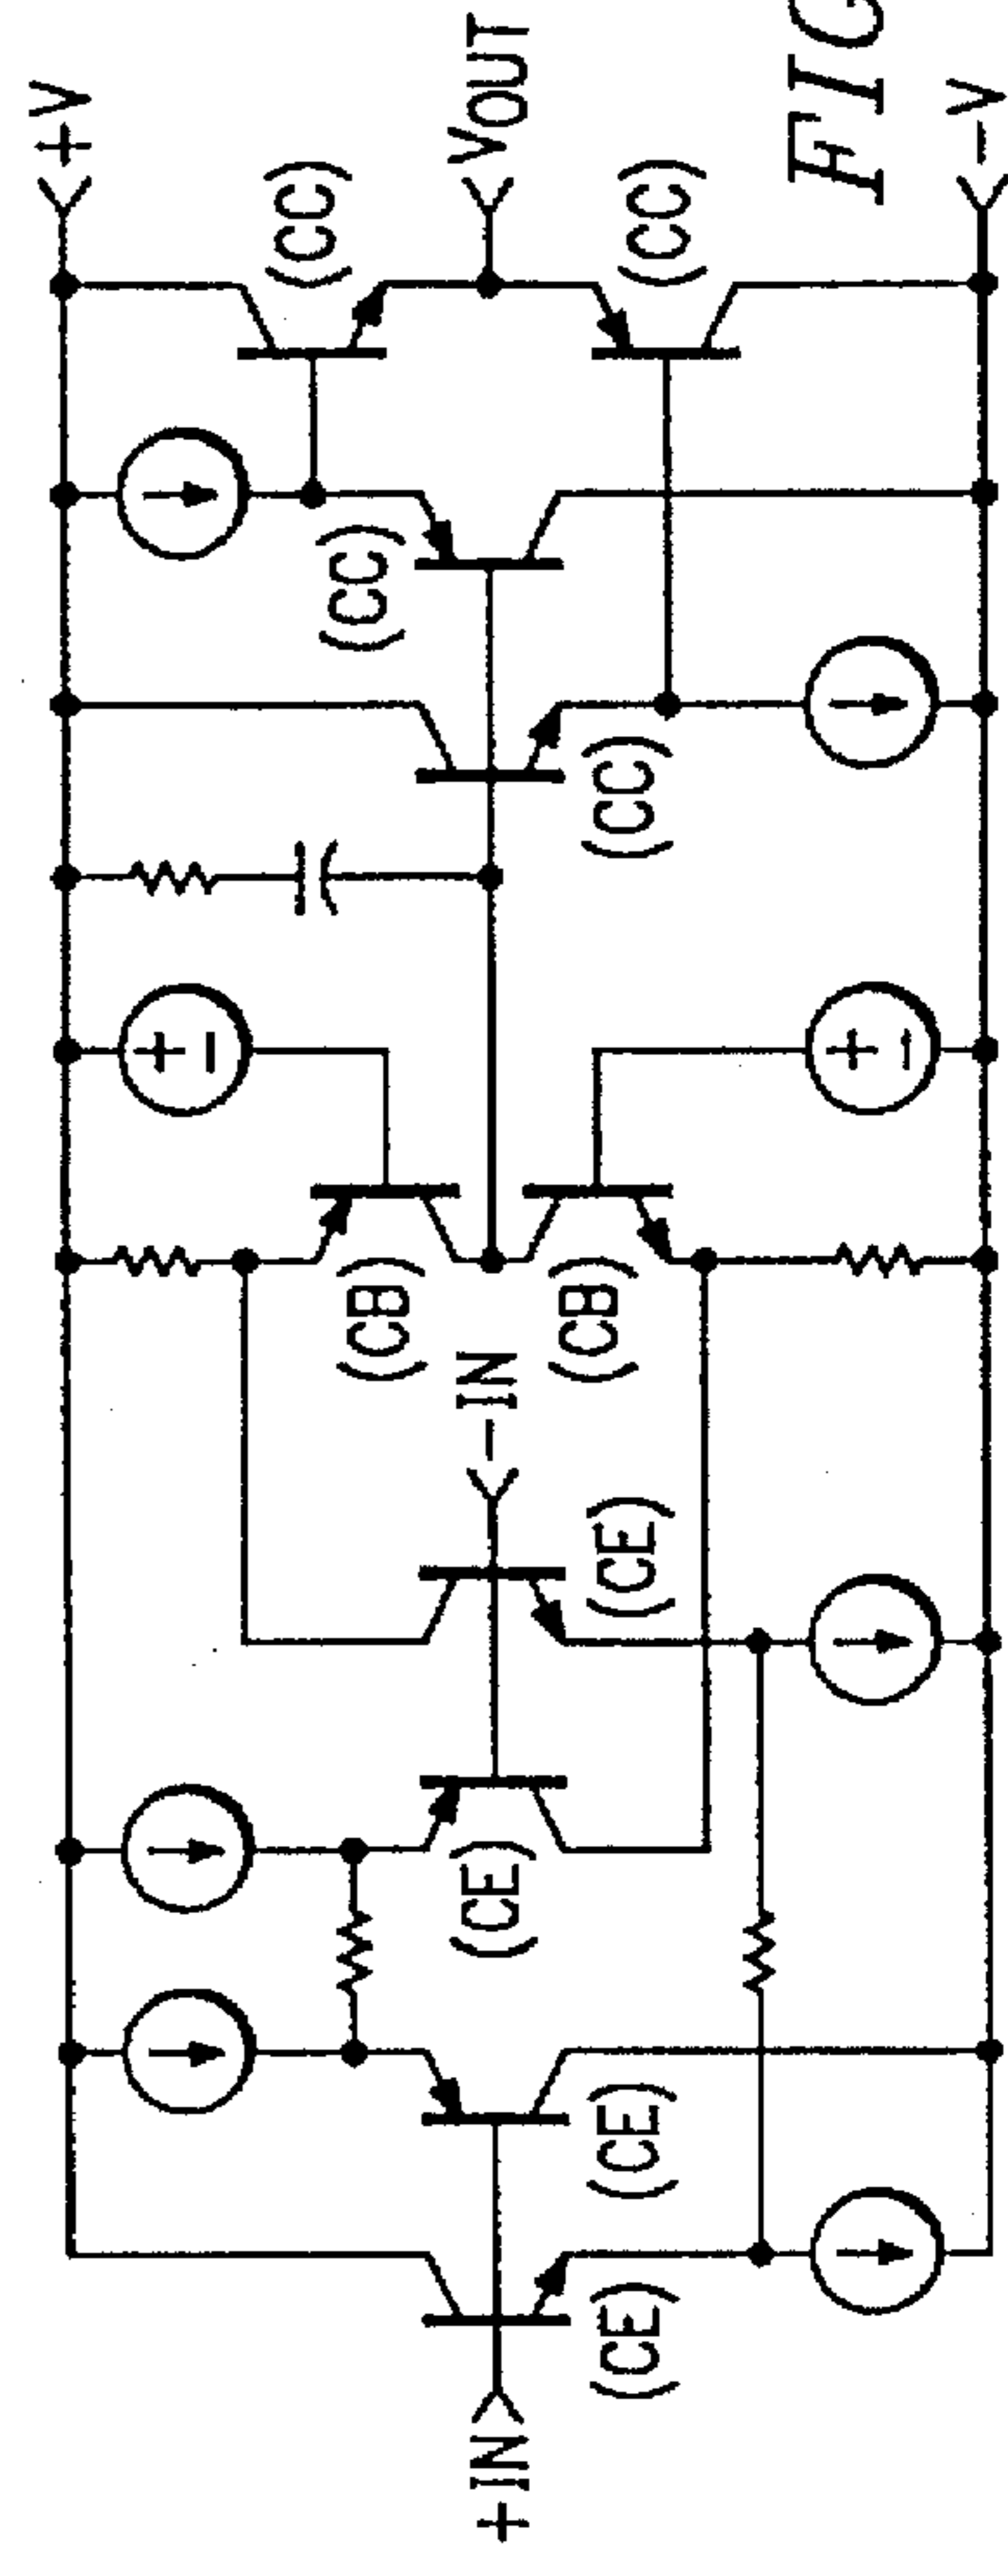 +V
(CC)
VOUT
(CC)
FIG
-V
(CC)
(CC)
+
-
+
-
(CB)
(CB)
-IN
(CE)
(CE)
(CE)
(CE)
+IN